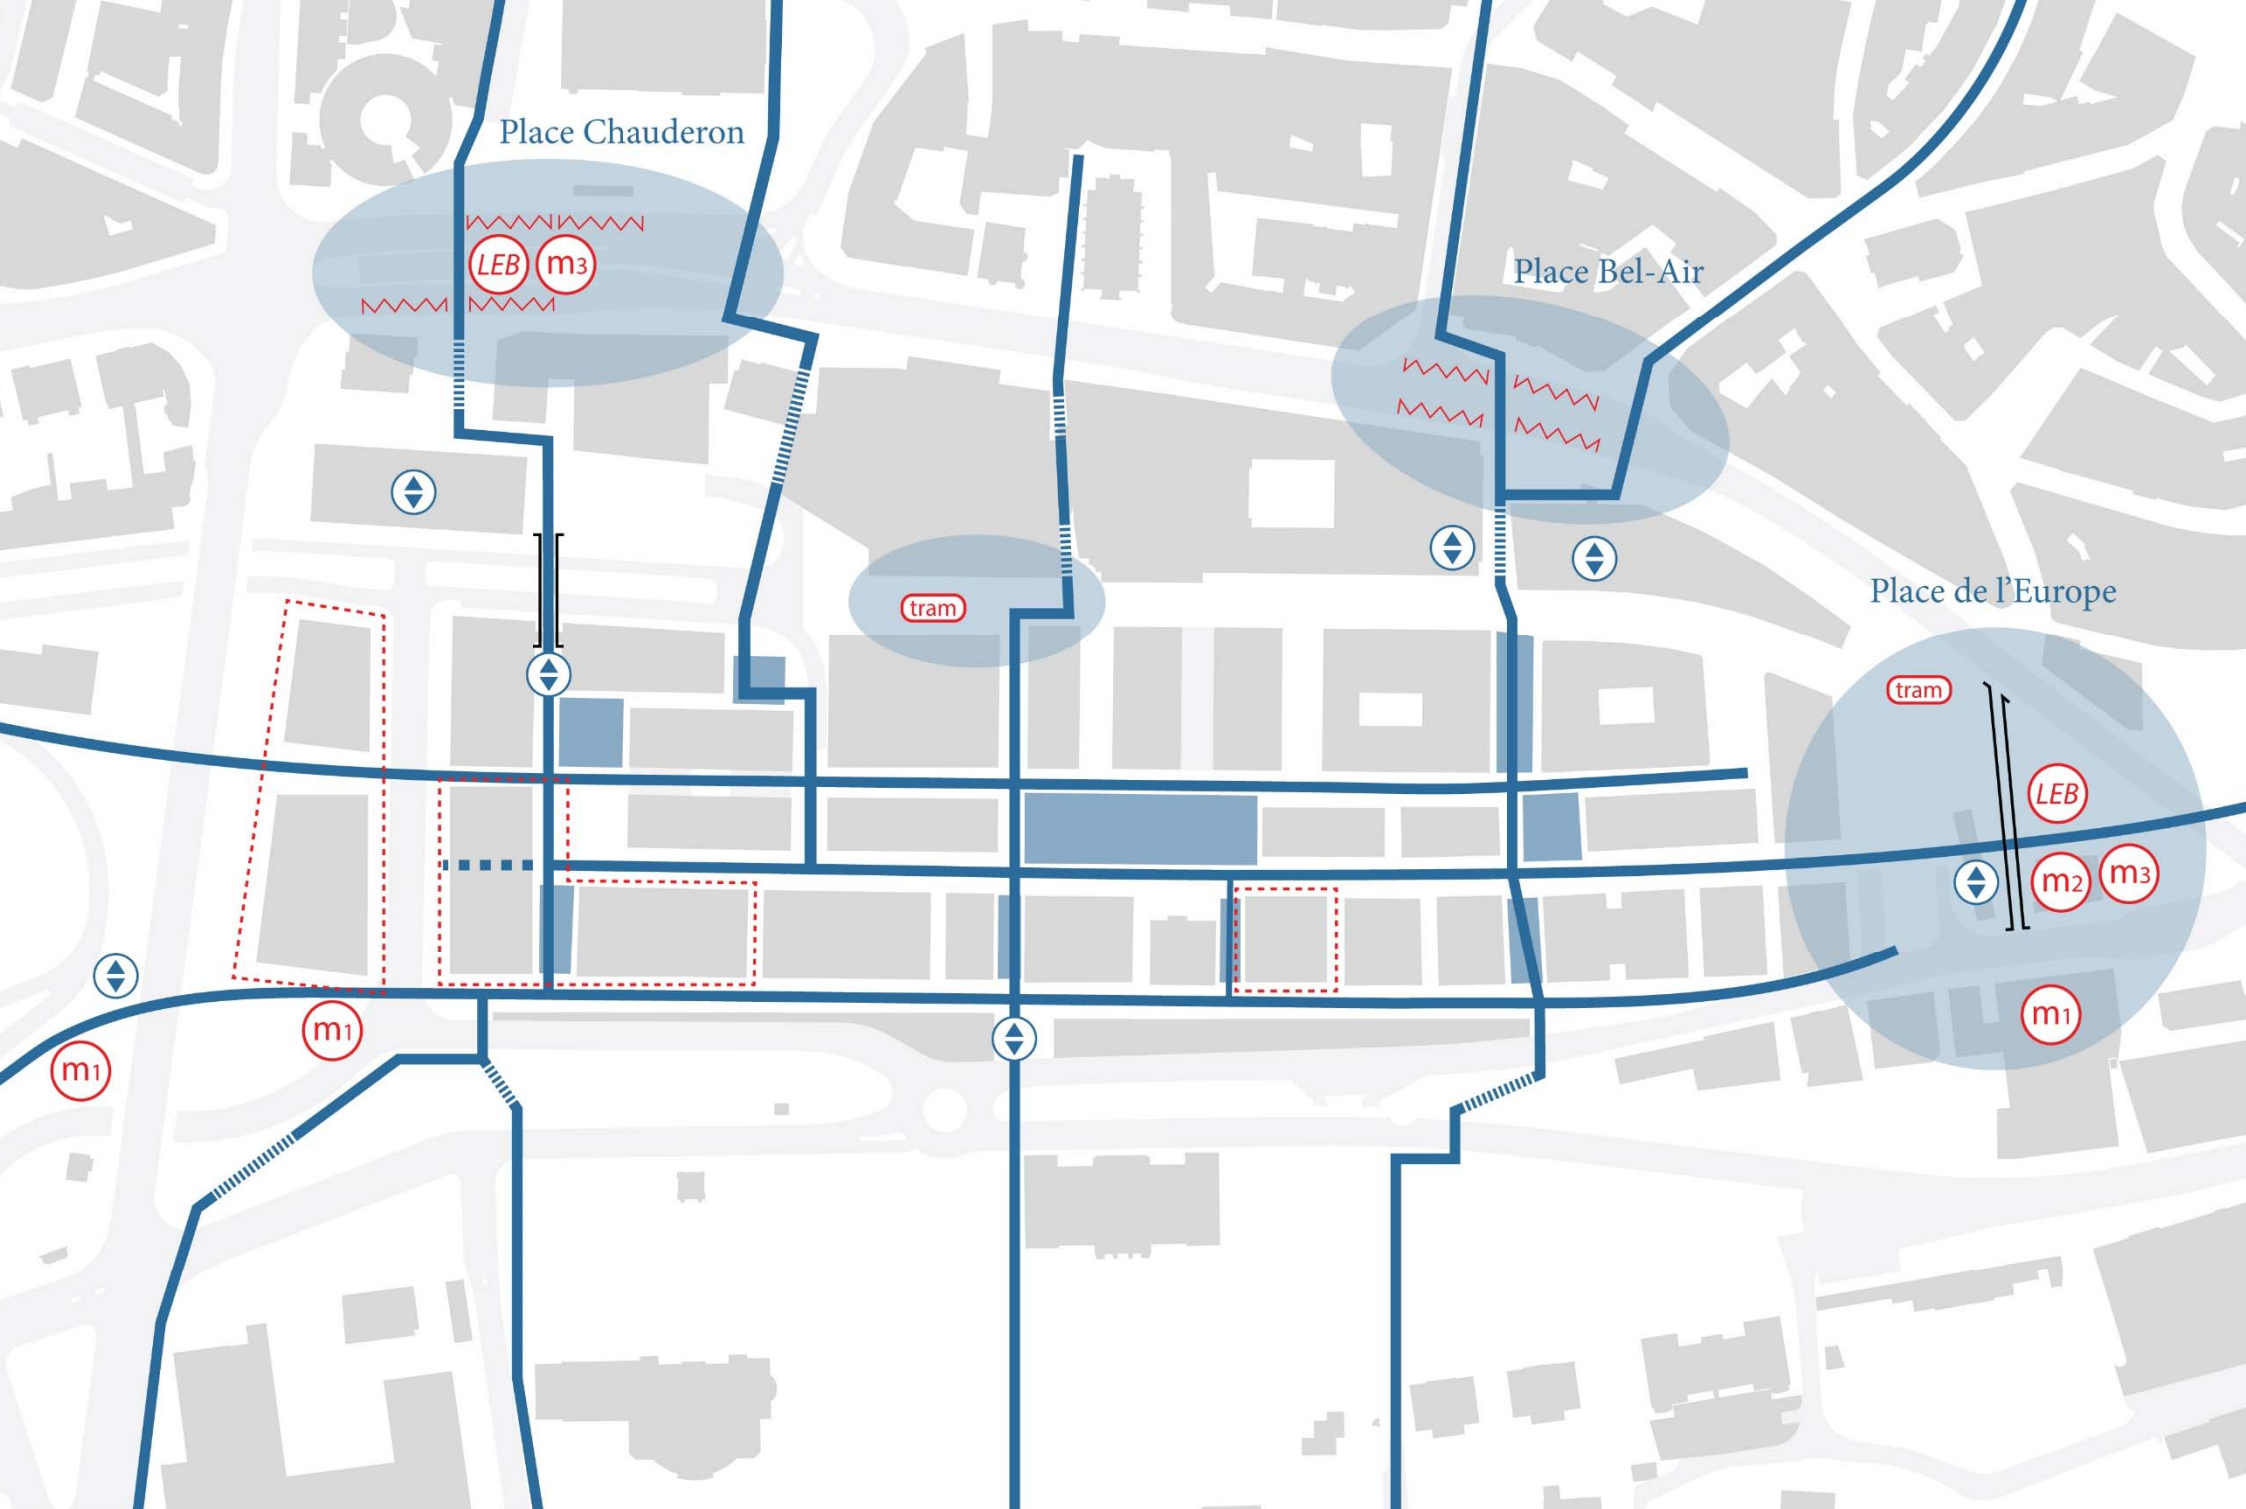 Place Chauderon
LEB
m3
Place Bel-Air
tram
Place de l'Europe
tram
LEB
m2
m3
m1
m1
m1